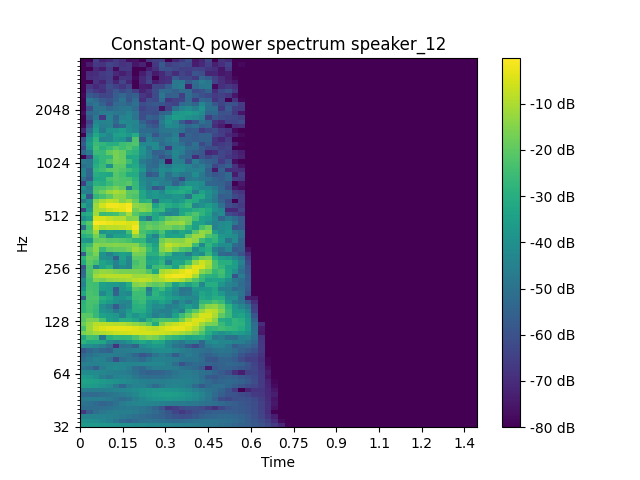 Constant-Q power spectrum speaker_12
Hz
2048
1024
512
256
128
64
32
0 0.15 0.3 0.45 0.6 0.75 0.9 1.1 1.2 1.4
Time
-10 dB
-20 dB
-30 dB
-40 dB
-50 dB
-60 dB
-70 dB
-80 dB